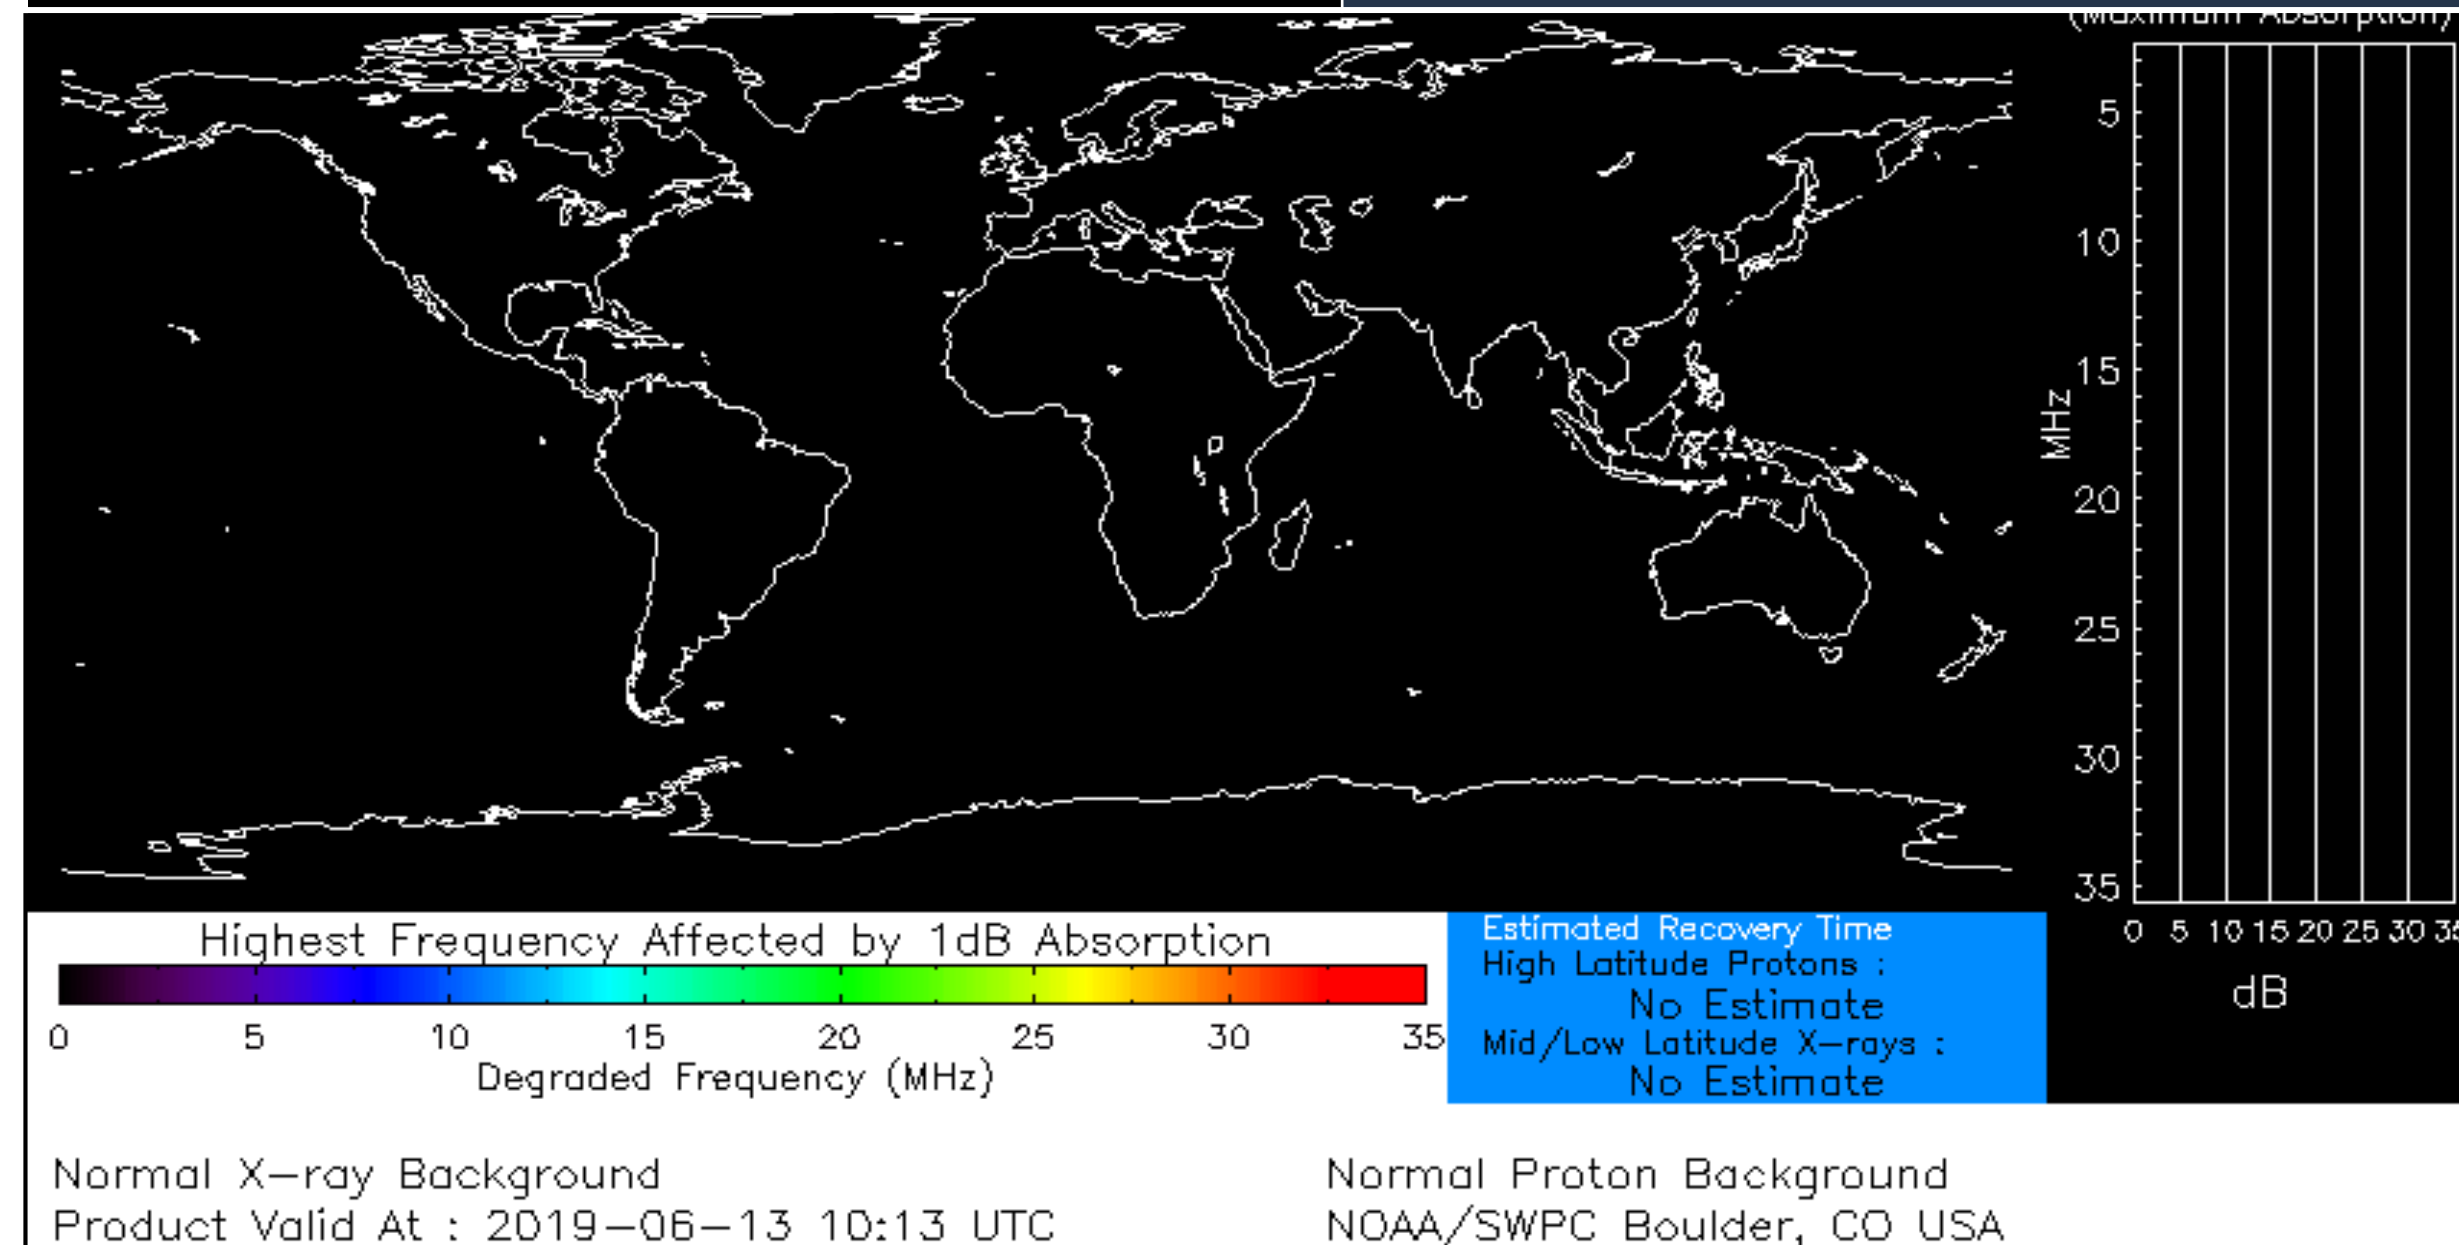 (Maximum Absorption)
5
10
15
20
25
30
35
MHz
0 5 10 15 20 25 30 35
dB
Highest Frequency Affected by 1dB Absorption
0 5 10 15 20 25 30 35
Degraded Frequency (MHz)
Estimated Recovery Time
High Latitude Protons :
No Estimate
Mid/Low Latitude X-rays :
No Estimate
Normal X-ray Background
Product Valid At : 2019-06-13 10:13 UTC
Normal Proton Background
NOAA/SWPC Boulder, CO USA